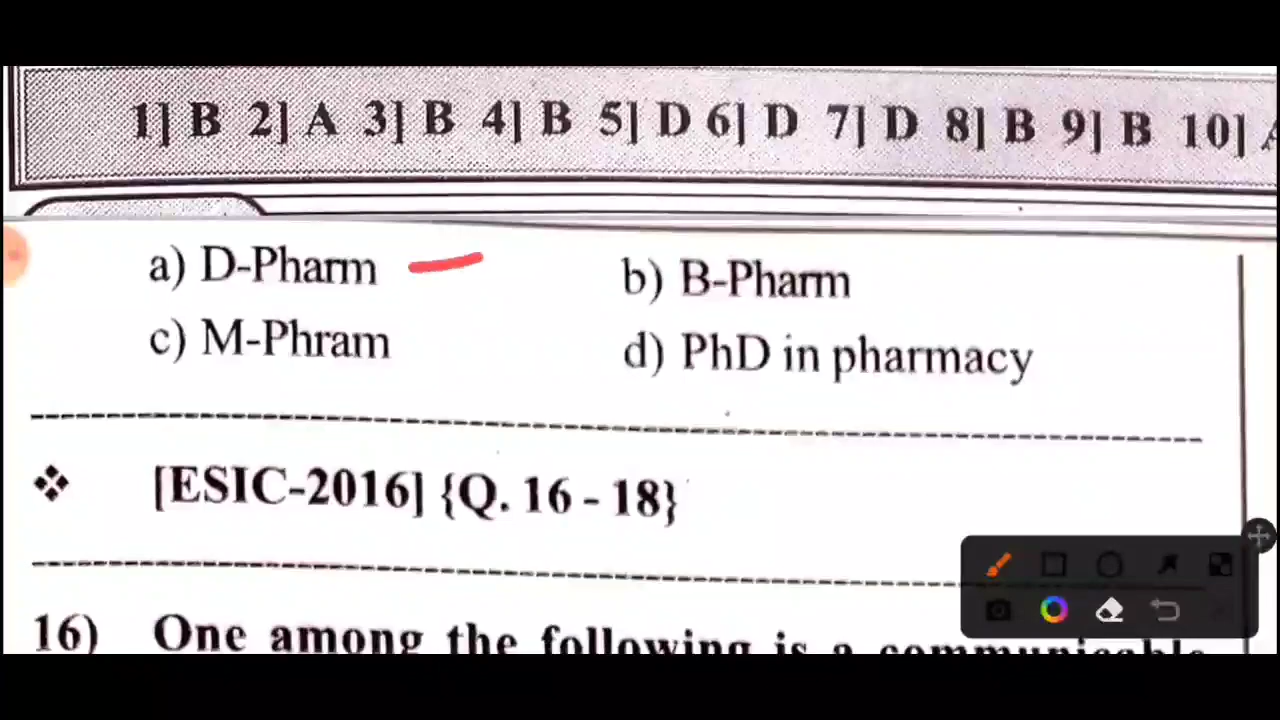 1] B 2] A 3] B 4] B 5] D 6] D 7] D 8] B 9] B 10]
a) D-Pharm b) B-Pharm
c) M-Phram d) PhD in pharmacy
[ESIC-2016] {Q. 16 - 18}
16) One among the following is a communicable